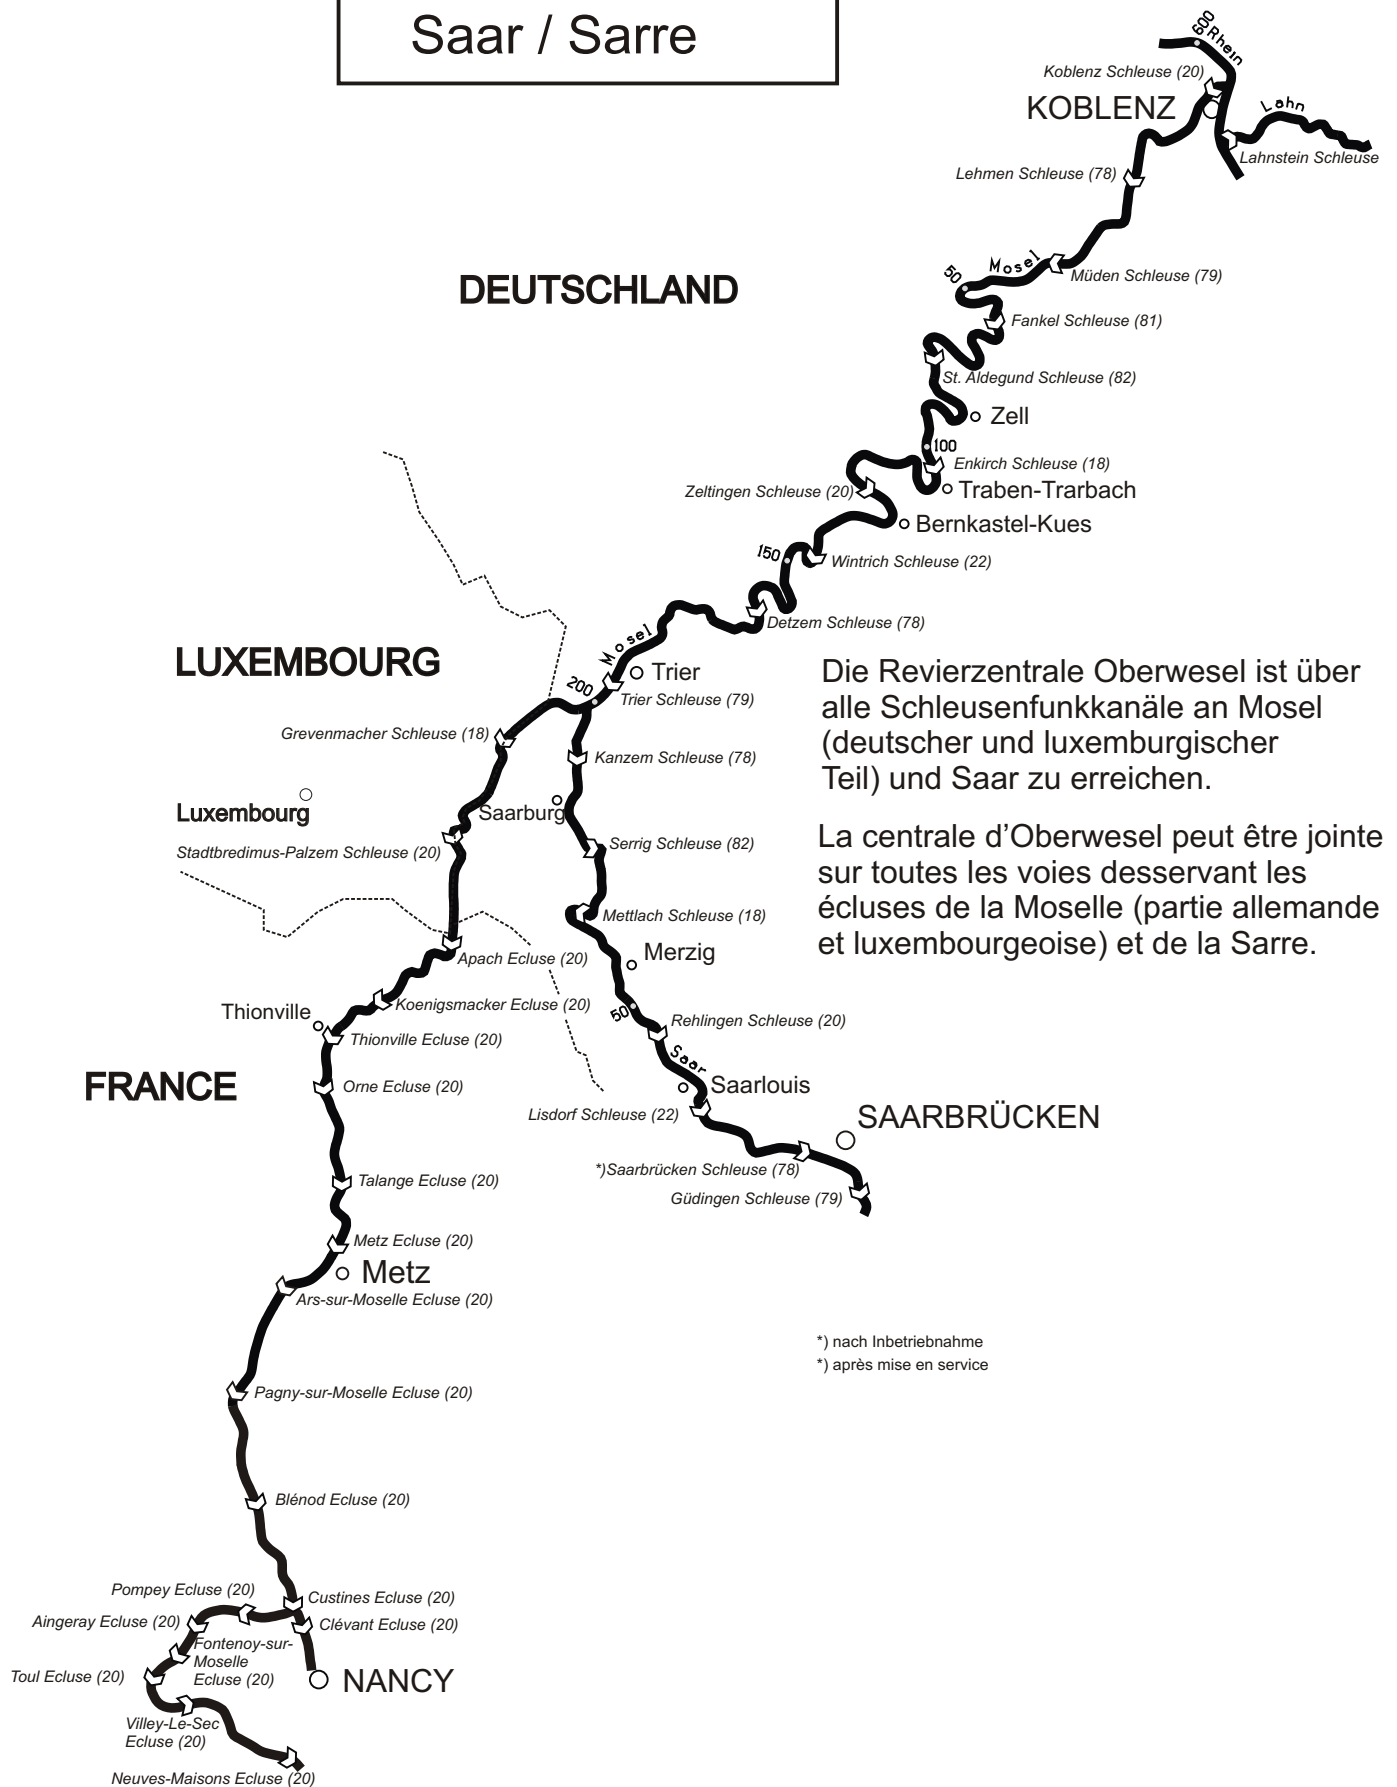 Saar / Sarre
600
Rhein
Koblenz Schleuse (20)
KOBLENZ
Lahn
Lahnstein Schleuse
Lehmen Schleuse (78)
DEUTSCHLAND
50
Mosel
Müden Schleuse (79)
Fankel Schleuse (81)
St. Aldegund Schleuse (82)
Zell
100
Enkirch Schleuse (18)
Zeltingen Schleuse (20)
Traben-Trarbach
Bernkastel-Kues
150
Wintrich Schleuse (22)
Detzem Schleuse (78)
Mosel
LUXEMBOURG
Trier
200
Trier Schleuse (79)
Die Revierzentrale Oberwesel ist über
alle Schleusenfunkkanäle an Mosel
(deutscher und luxemburgischer
Teil) und Saar zu erreichen.
Grevenmacher Schleuse (18)
Kanzem Schleuse (78)
Luxembourg
Saarburg
Stadtbredimus-Palzem Schleuse (20)
Serrig Schleuse (82)
La centrale d’Oberwesel peut être jointe
sur toutes les voies desservant les
écluses de la Moselle (partie allemande
et luxembourgeoise) et de la Sarre.
Mettlach Schleuse (18)
Merzig
Apach Ecluse (20)
Koenigsmacker Ecluse (20)
50
Thionville
Rehlingen Schleuse (20)
Thionville Ecluse (20)
Saar
FRANCE
Orne Ecluse (20)
Saarlouis
Lisdorf Schleuse (22)
SAARBRÜCKEN
*)Saarbrücken Schleuse (78)
Talange Ecluse (20)
Güdingen Schleuse (79)
Metz Ecluse (20)
Metz
Ars-sur-Moselle Ecluse (20)
*) nach Inbetriebnahme
*) après mise en service
Pagny-sur-Moselle Ecluse (20)
Blénod Ecluse (20)
Pompey Ecluse (20)
Custines Ecluse (20)
Aingeray Ecluse (20)
Clévant Ecluse (20)
Fontenoy-sur-
Moselle
Ecluse (20)
Toul Ecluse (20)
NANCY
Villey-Le-Sec
Ecluse (20)
Neuves-Maisons Ecluse (20)